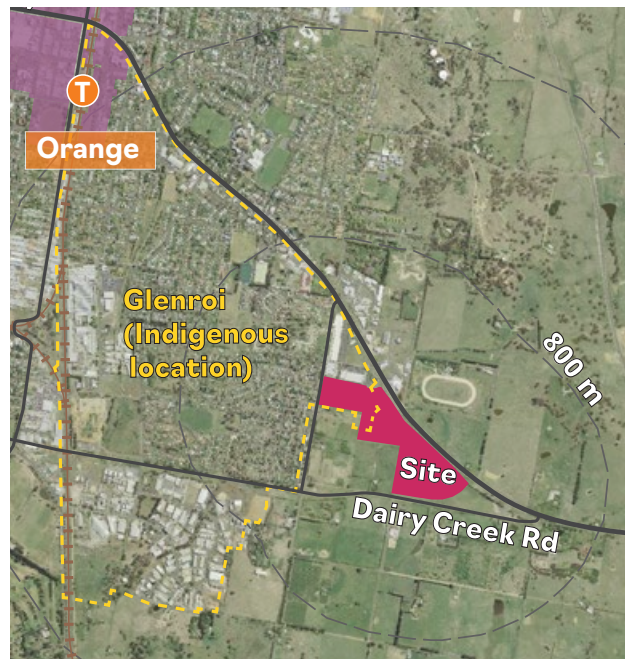 T
Orange
Glenroi
(Indigenous
location)
800 m
Site
Dairy Creek Rd